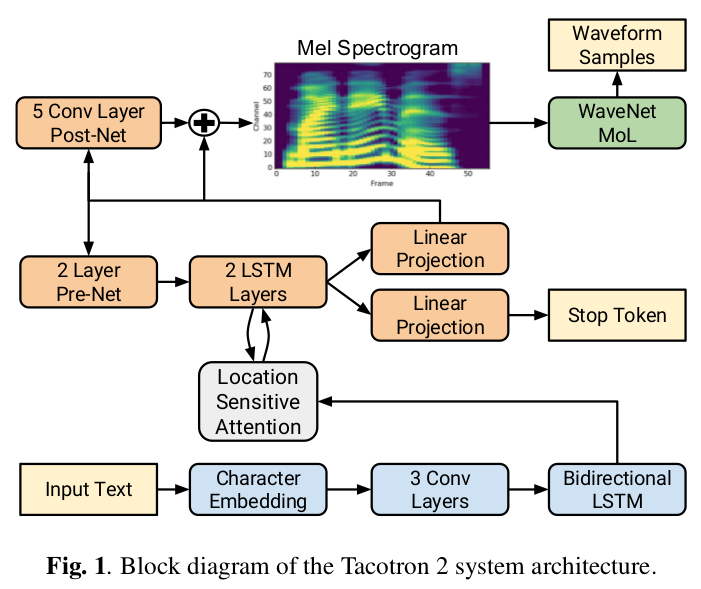 Waveform
Samples
Mel Spectrogram
5 Conv Layer
Post-Net
70
60
50
40
30
20
10
0
Channel
0 10 20 30 40 50
Frame
WaveNet
MoL
2 Layer
Pre-Net
2 LSTM
Layers
Linear
Projection
Linear
Projection
Stop Token
Location
Sensitive
Attention
Input Text
Character
Embedding
3 Conv
Layers
Bidirectional
LSTM
Fig. 1. Block diagram of the Tacotron 2 system architecture.